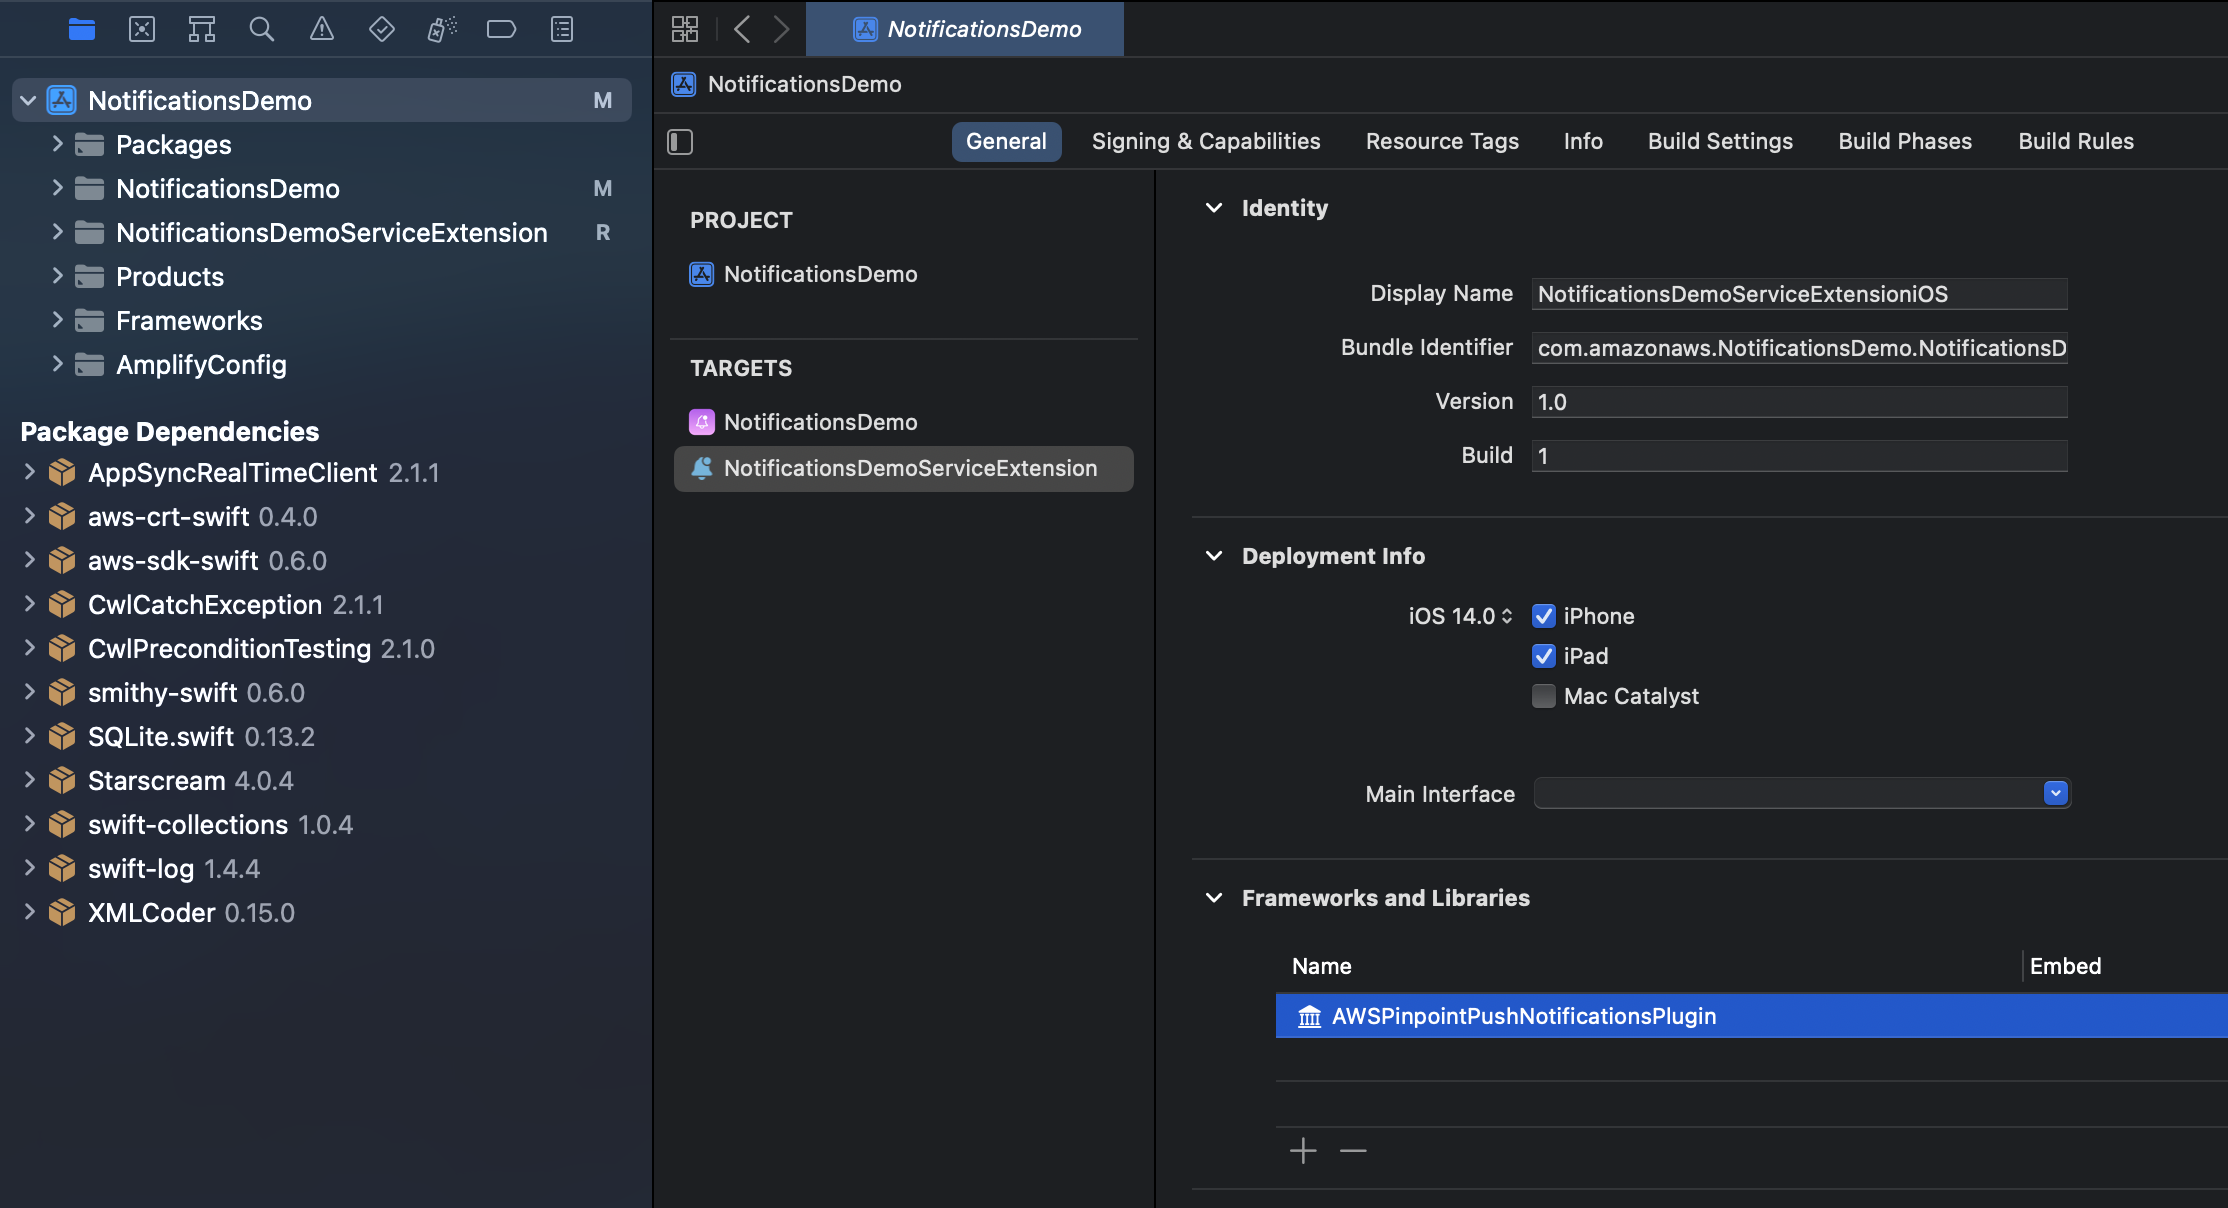 NotificationsDemo M
Packages
NotificationsDemo M
NotificationsDemoServiceExtension R
Products
Frameworks
AmplifyConfig
Package Dependencies
AppSyncRealTimeClient 2.1.1
aws-crt-swift 0.4.0
aws-sdk-swift 0.6.0
CwlCatchException 2.1.1
CwlPreconditionTesting 2.1.0
smithy-swift 0.6.0
SQLite.swift 0.13.2
Starscream 4.0.4
swift-collections 1.0.4
swift-log 1.4.4
XMLCoder 0.15.0
NotificationsDemo
NotificationsDemo
General Signing & Capabilities Resource Tags Info Build Settings Build Phases Build Rules
PROJECT
NotificationsDemo
TARGETS
NotificationsDemo
NotificationsDemoServiceExtension
Identity
Display Name NotificationsDemoServiceExtensioniOS
Bundle Identifier com.amazonaws.NotificationsDemo.NotificationsD
Version 1.0
Build 1
Deployment Info
iOS 14.0 iPhone
iPad
Mac Catalyst
Main Interface
Frameworks and Libraries
Name Embed
AWSPinpointPushNotificationsPlugin